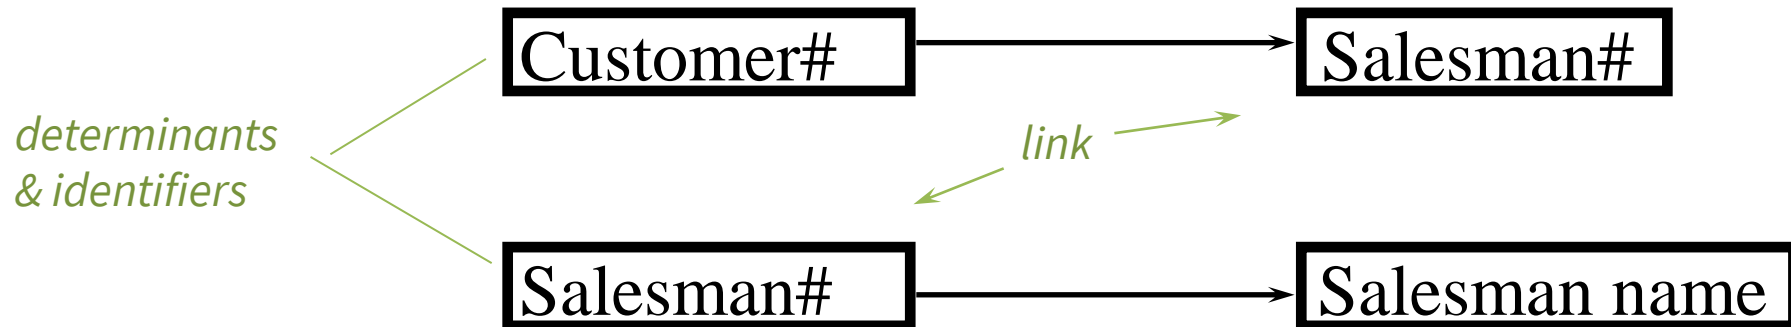 Customer#
Salesman#
determinants
& identifiers
link
Salesman#
Salesman name